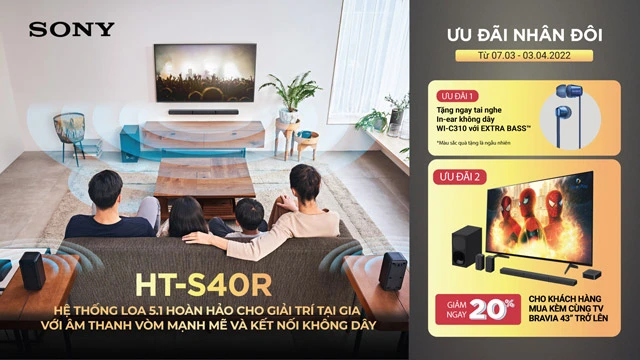 SONY
HT-S40R
HỆ THỐNG LOA 5.1 HOÀN HẢO CHO GIẢI TRÍ TẠI GIA
VỚI ÂM THANH VÒM MẠNH MẼ VÀ KẾT NỐI KHÔNG DÂY
ƯU ĐÃI NHÂN ĐÔI
Từ 07.03 - 03.04.2022
ƯU ĐÃI 1
Tặng ngay tai nghe
In-ear không dây
WI-C310 với EXTRA BASS™
*Màu sắc quà tặng là ngẫu nhiên
ƯU ĐÃI 2
GIẢM
NGAY
20%
CHO KHÁCH HÀNG
MUA KÈM CÙNG TV
BRAVIA 43" TRỞ LÊN